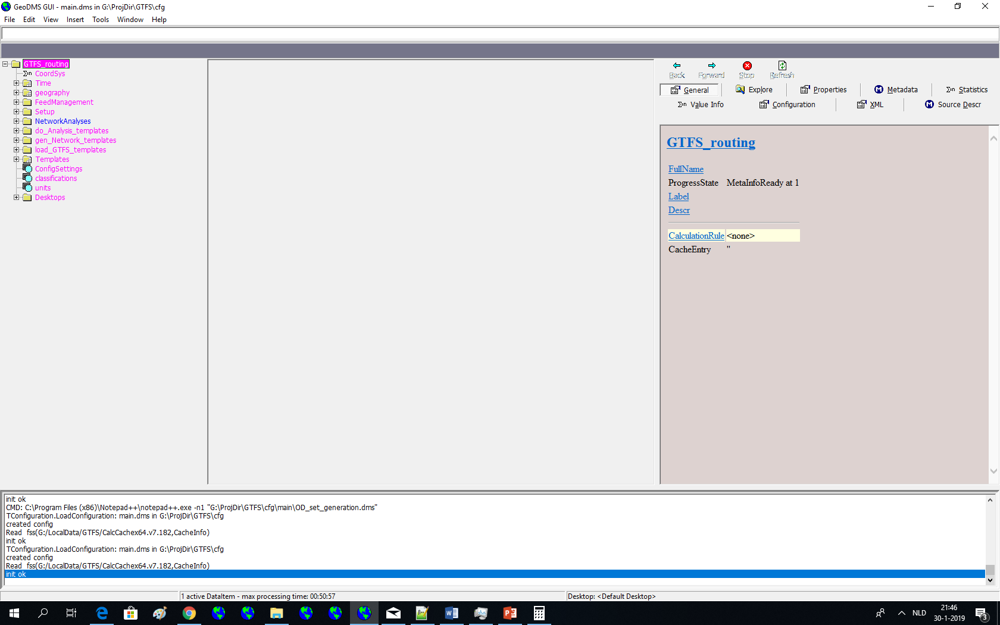 GeoDMS GUI - main.dms in G:\ProjDir\GTFS\cfg
File Edit View Insert Tools Window Help
GTFS_routing
CoordSys
Time
geography
FeedManagement
Setup
NetworkAnalyses
do_Analysis_templates
gen_Network_templates
load_GTFS_templates
Templates
ConfigSettings
classifications
units
Desktops
Back Forward Stop Refresh
General Explore Properties Metadata Statistics
Value Info Configuration XML Source Descr
GTFS_routing
FullName
ProgressState MetaInfoReady at 1
Label
Descr
CalculationRule <none>
CacheEntry "
init ok
CMD: C:\Program Files (x86)\Notepad++\notepad++.exe -n1 "G:\ProjDir\GTFS\cfg\main\OD_set_generation.dms"
TConfiguration.LoadConfiguration: main.dms in G:\ProjDir\GTFS\cfg
created config
Read fss(G:/LocalData/GTFS/CalcCachex64.v7.182,CacheInfo)
init ok
TConfiguration.LoadConfiguration: main.dms in G:\ProjDir\GTFS\cfg
created config
Read fss(G:/LocalData/GTFS/CalcCachex64.v7.182,CacheInfo)
init ok
1 active DataItem - max processing time: 00:50:57
Desktop: <Default Desktop>
NLD
21:46
30-1-2019
3